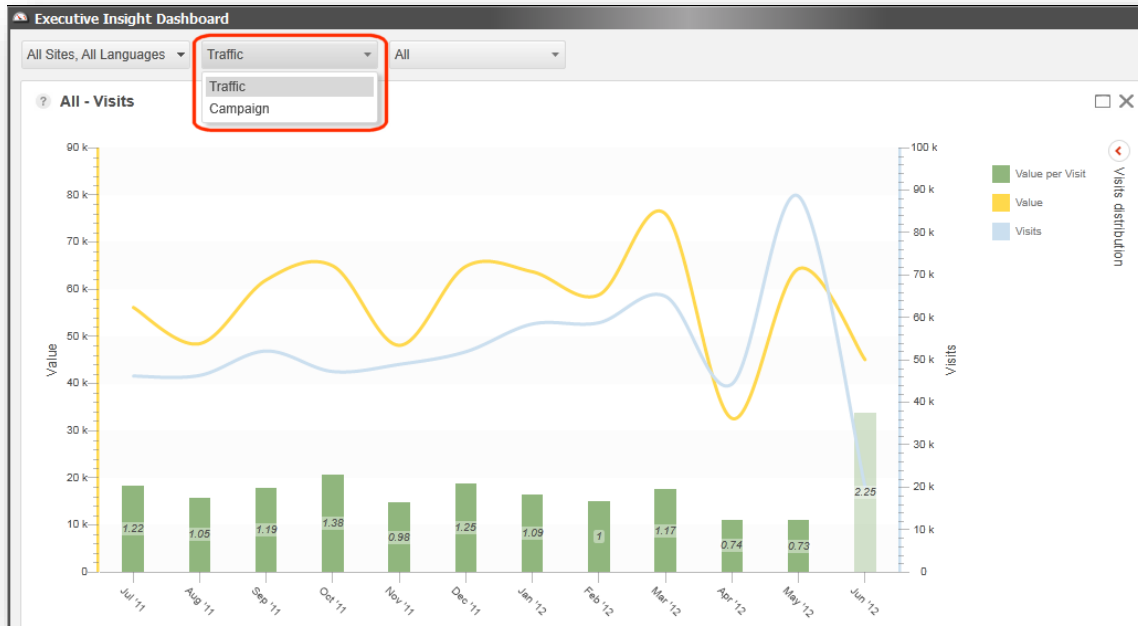 Executive Insight Dashboard
All Sites, All Languages Traffic All
Traffic
Campaign
? All - Visits
90 k 100 k
80 k 90 k
70 k 80 k
60 k 70 k
50 k 60 k
40 k 50 k
30 k 40 k
20 k 30 k
10 k 20 k
0 10 k
0
Value
Visits
Value per Visit
Value
Visits
Visits distribution
1.22 1.05 1.19 1.38 0.98 1.25 1.09 1 1.17 0.74 0.73 2.25
Jul '11 Aug '11 Sep '11 Oct '11 Nov '11 Dec '11 Jan '12 Feb '12 Mar '12 Apr '12 May '12 Jun '12